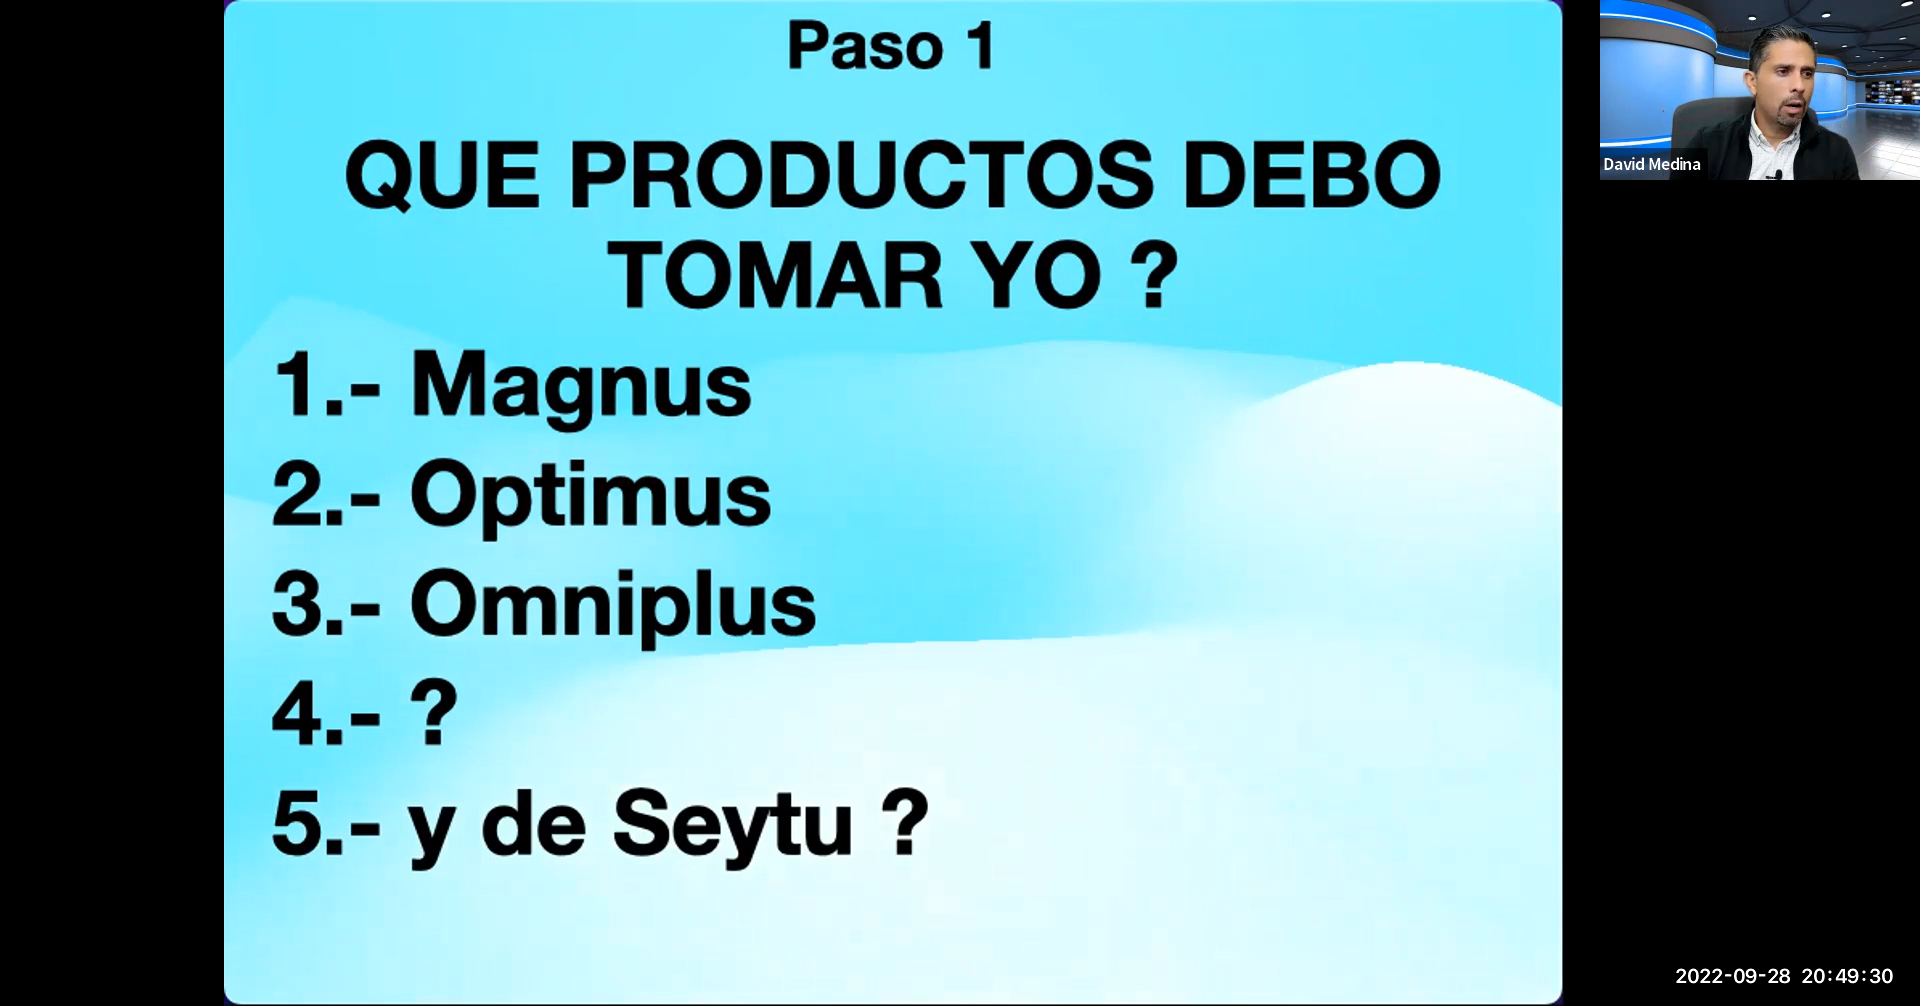 Paso 1
QUE PRODUCTOS DEBO
TOMAR YO ?
1.- Magnus
2.- Optimus
3.- Omniplus
4.- ?
5.- y de Seytu ?
David Medina
2022-09-28 20:49:30